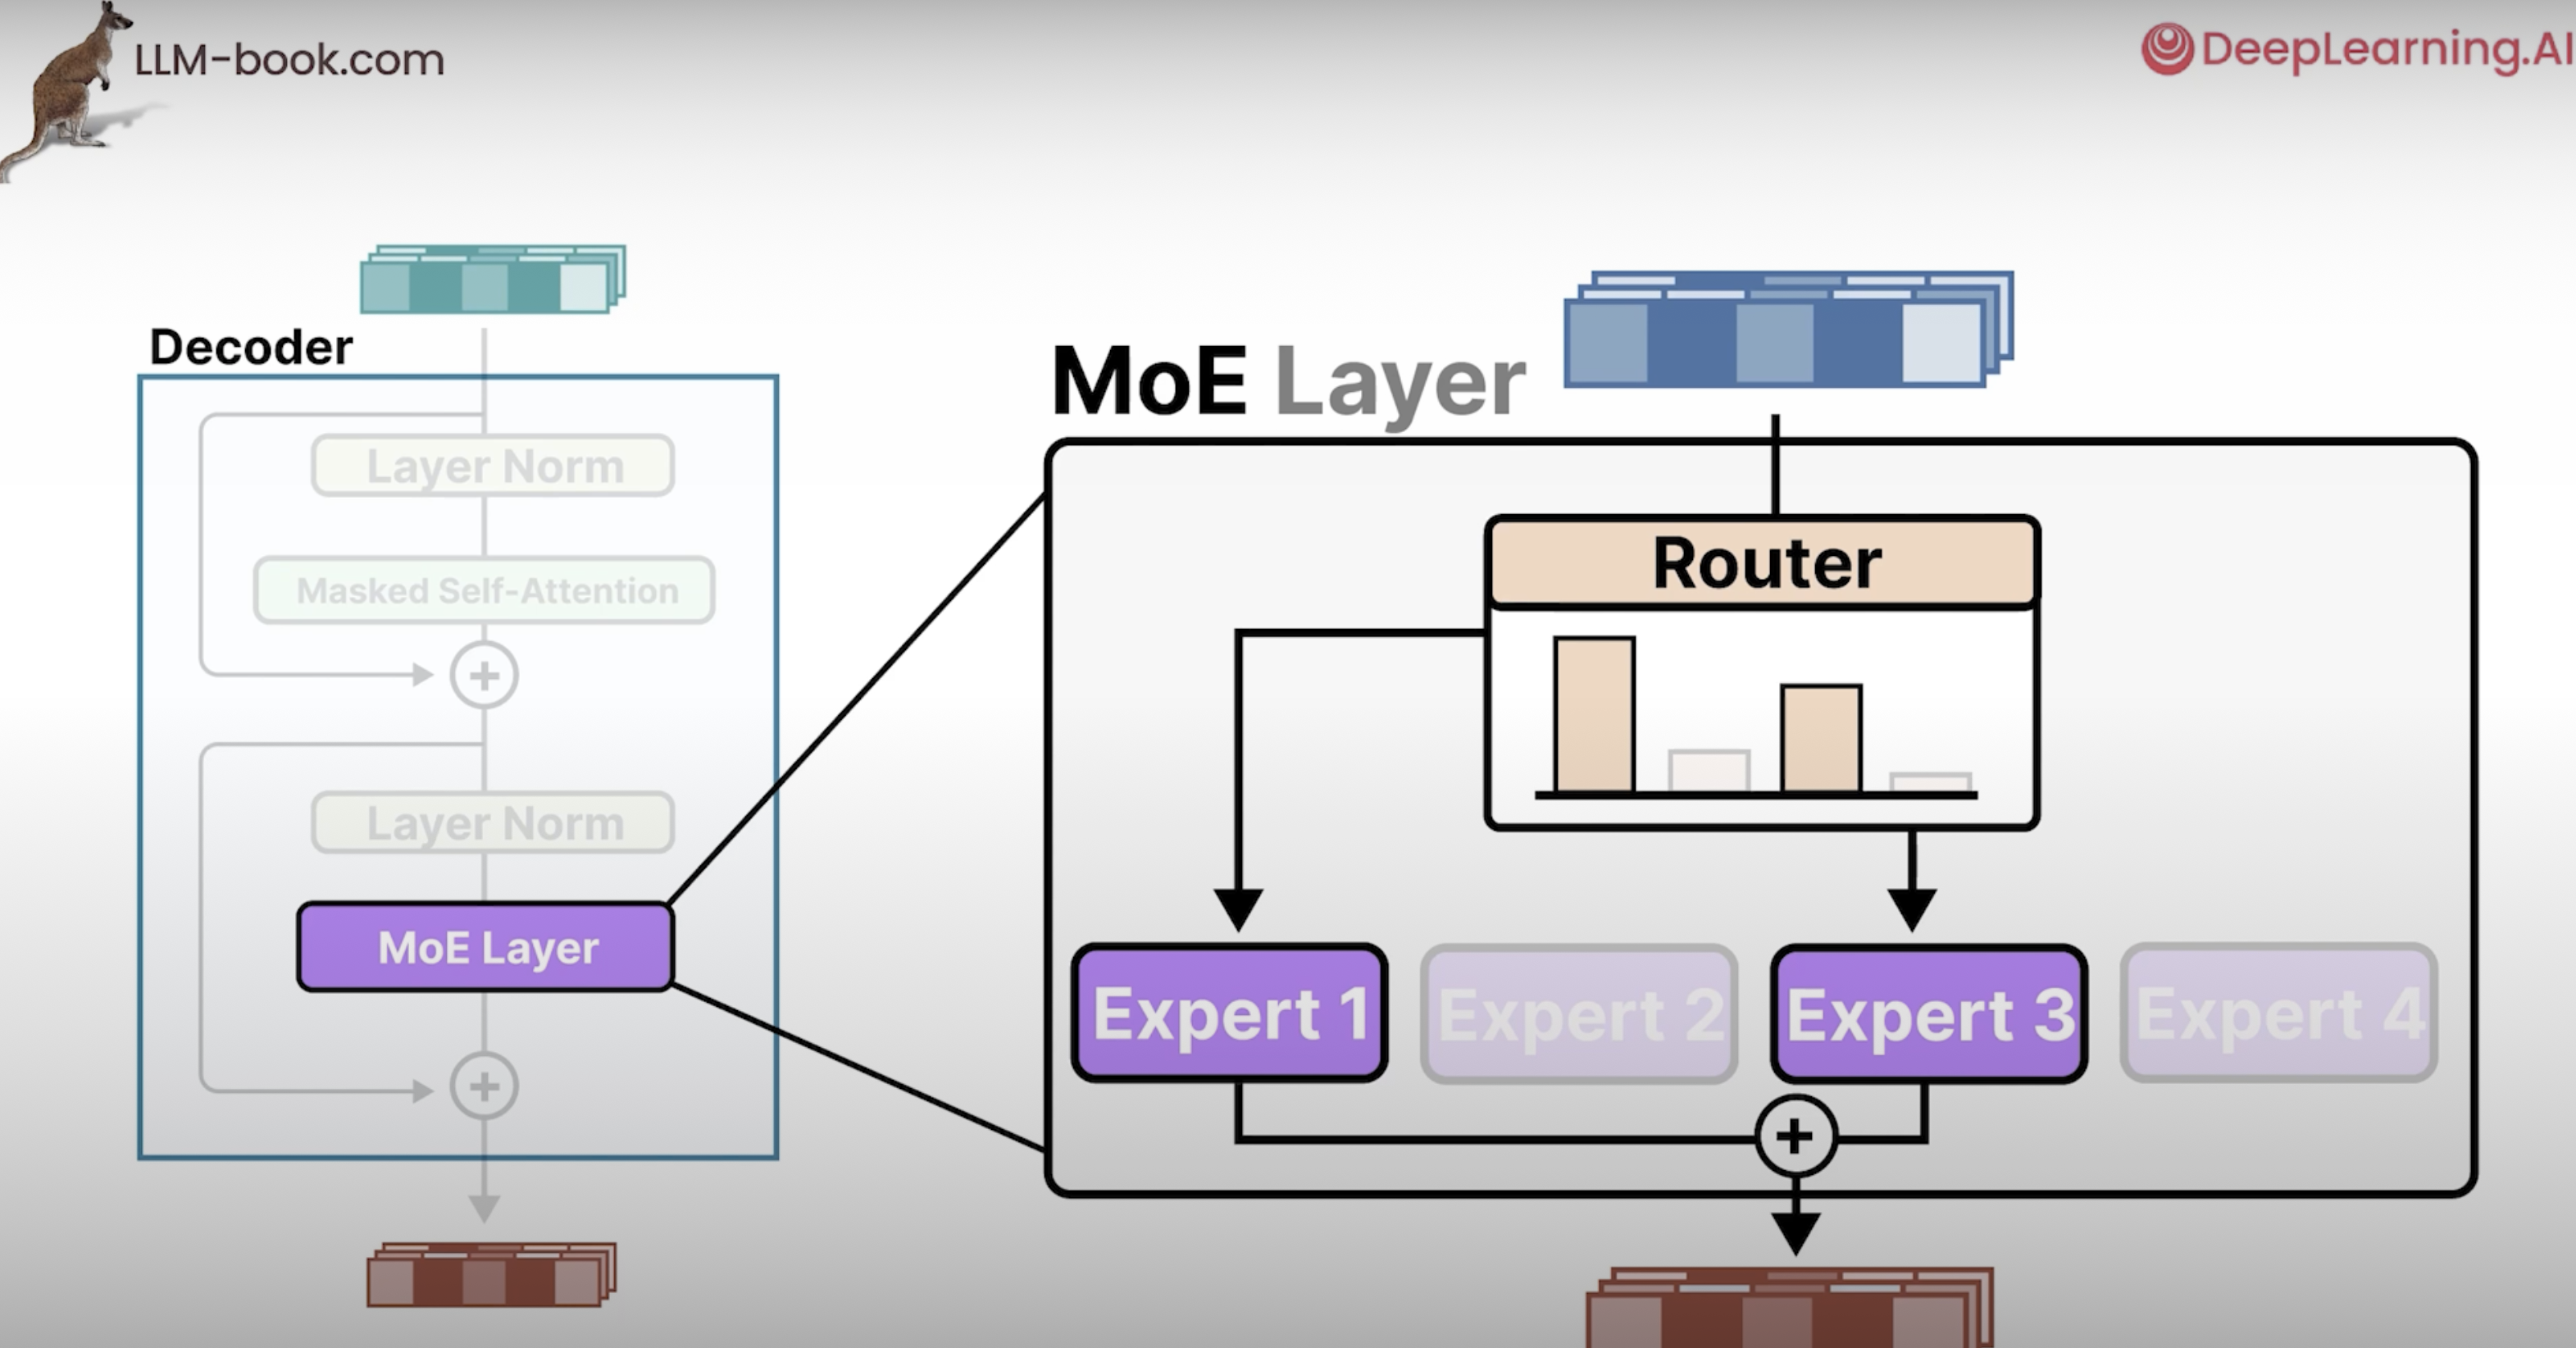 LLM-book.com
DeepLearning.AI
Decoder
Layer Norm
Masked Self-Attention
+
Layer Norm
MoE Layer
+
MoE Layer
Router
Expert 1
Expert 2
Expert 3
Expert 4
+